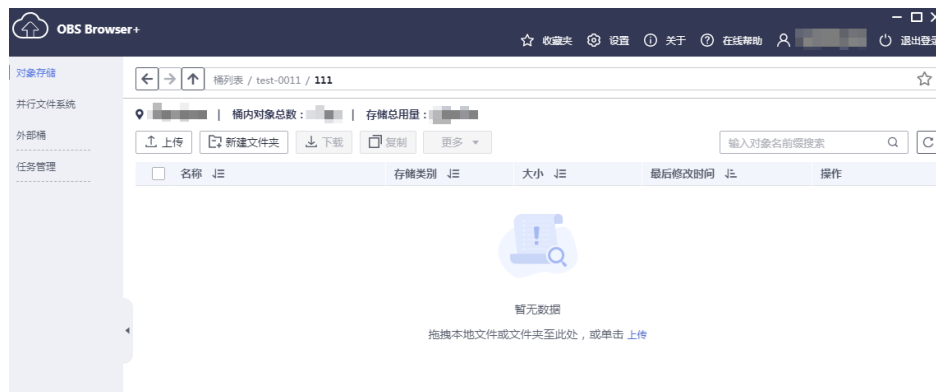 OBS Browser+
收藏夹 设置 关于 在线帮助 退出登录
对象存储
并行文件系统
外部桶
任务管理
桶列表 / test-0011 / 111
桶内对象总数： 存储总用量：
上传 新建文件夹 下载 复制 更多 输入对象名前缀搜索
名称 存储类别 大小 最后修改时间 操作
暂无数据
拖拽本地文件或文件夹至此处，或单击 上传